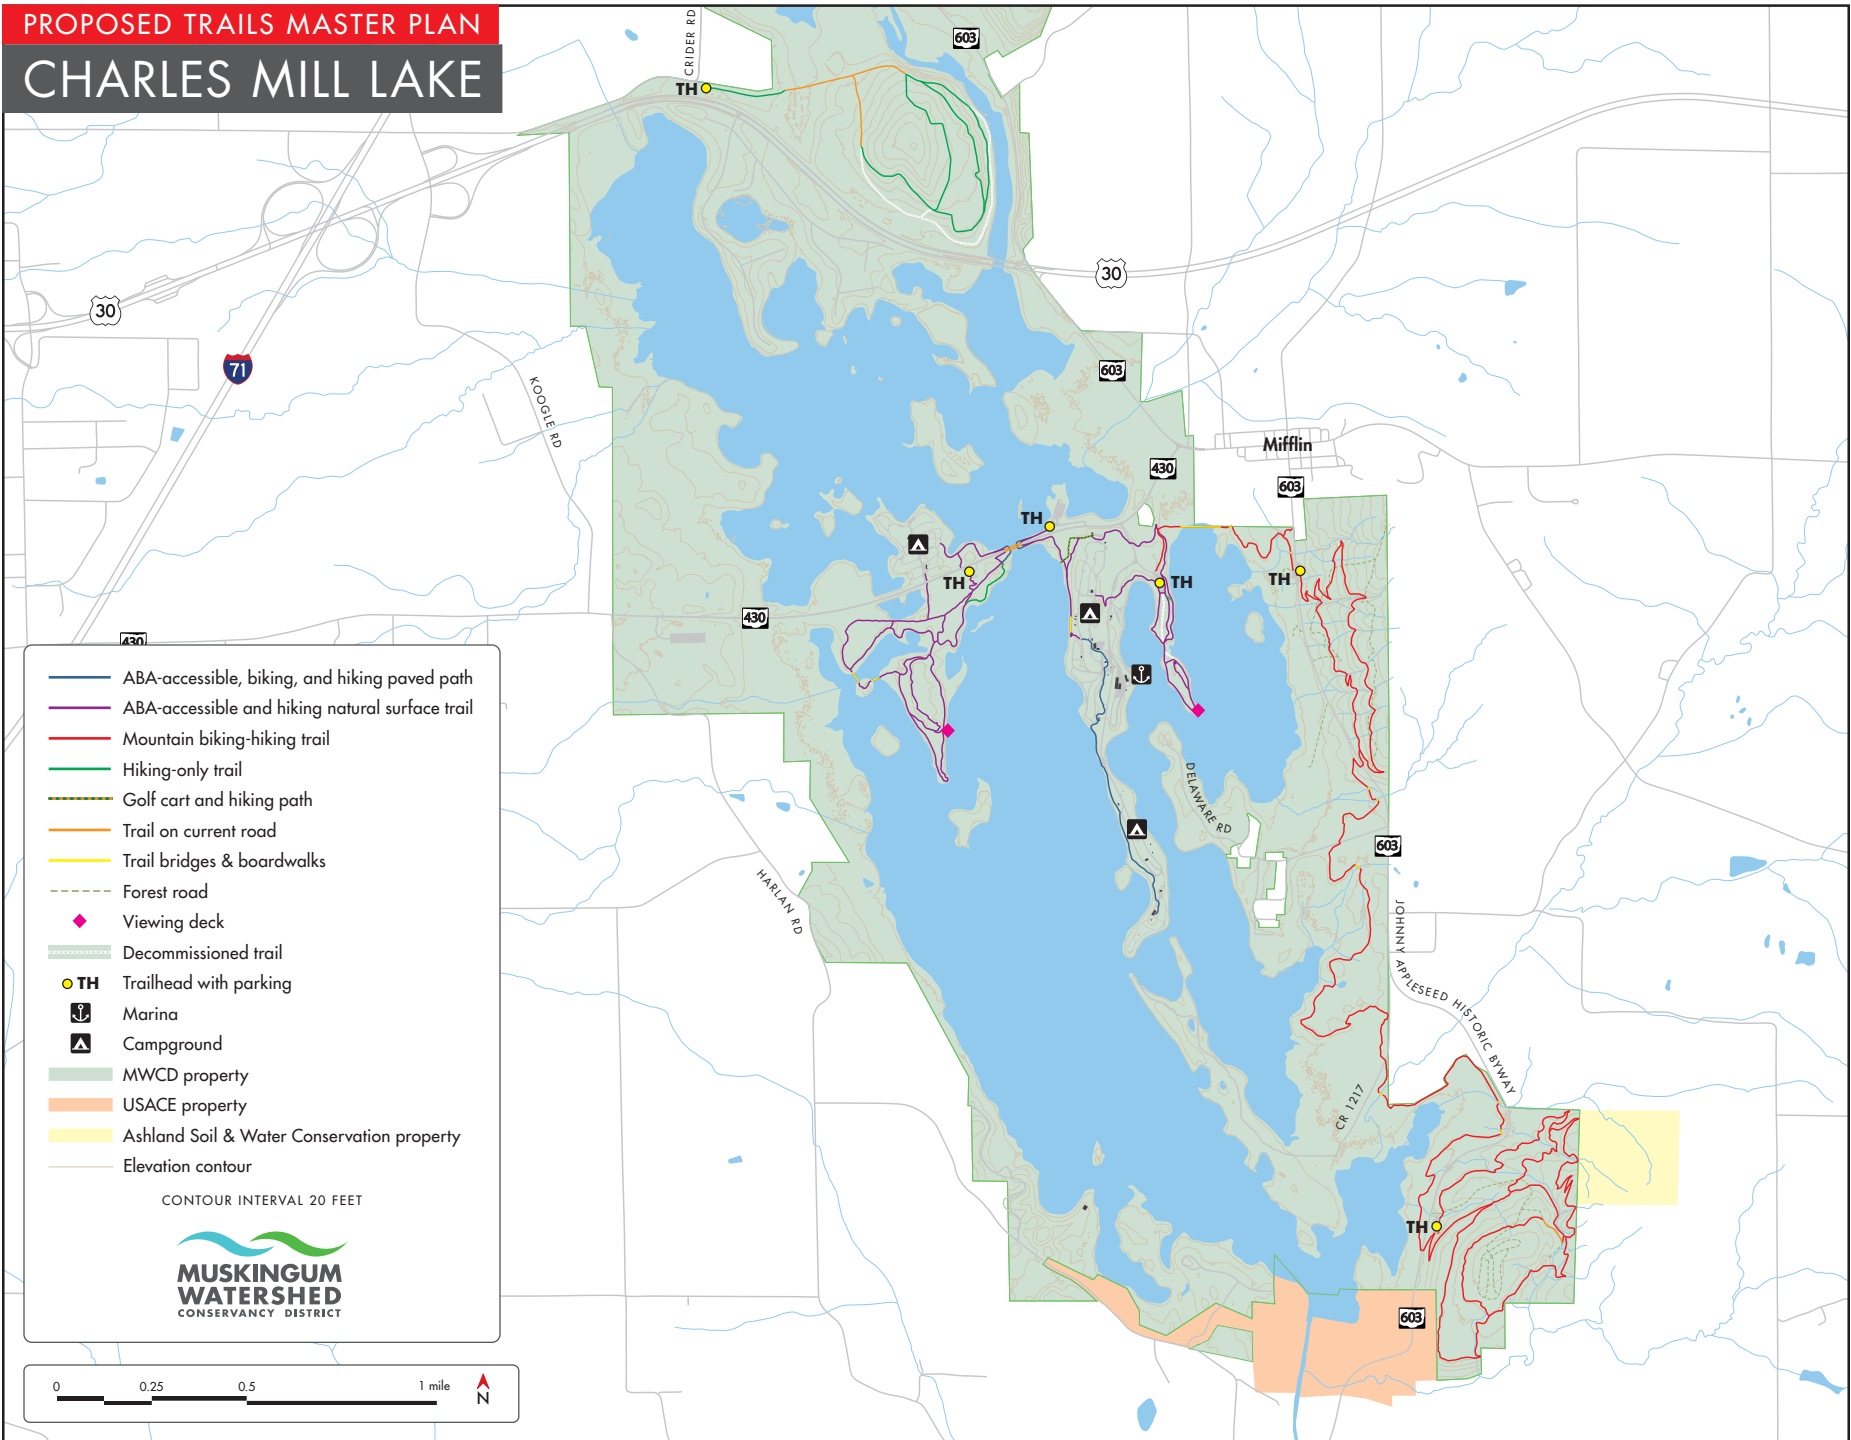 PROPOSED TRAILS MASTER PLAN
CHARLES MILL LAKE
CRIDER RD
603
TH
30
30
71
603
KOOGLE RD
Mifflin
430
603
TH
TH
TH
TH
430
430
DELAWARE RD
603
HARLAN RD
JOHNNY APPLESEED HISTORIC BYWAY
CR 1217
TH
603
ABA-accessible, biking, and hiking paved path
ABA-accessible and hiking natural surface trail
Mountain biking-hiking trail
Hiking-only trail
Golf cart and hiking path
Trail on current road
Trail bridges & boardwalks
Forest road
Viewing deck
Decommissioned trail
TH Trailhead with parking
Marina
Campground
MWCD property
USACE property
Ashland Soil & Water Conservation property
Elevation contour
CONTOUR INTERVAL 20 FEET
MUSKINGUM
WATERSHED
CONSERVANCY DISTRICT
0 0.25 0.5 1 mile
N